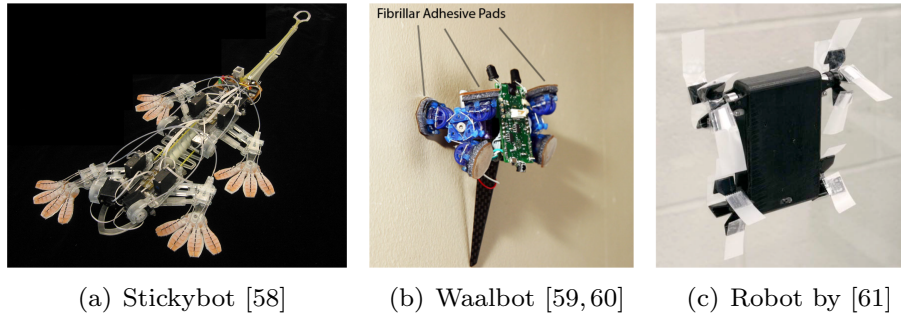 Fibrillar Adhesive Pads
(a) Stickybot [58]
(b) Waalbot [59,60]
(c) Robot by [61]